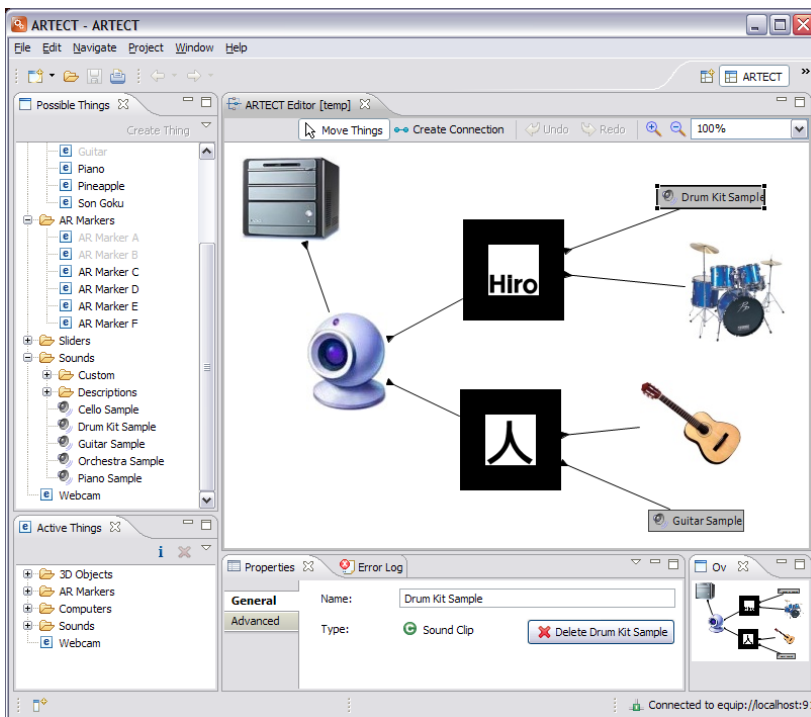 ARTECT - ARTECT
File Edit Navigate Project Window Help
ARTECT »
Possible Things
Create Thing
Guitar
Piano
Pineapple
Son Goku
AR Markers
AR Marker A
AR Marker B
AR Marker C
AR Marker D
AR Marker E
AR Marker F
Sliders
Sounds
Custom
Descriptions
Cello Sample
Drum Kit Sample
Guitar Sample
Orchestra Sample
Piano Sample
Webcam
ARTECT Editor [temp]
Move Things Create Connection Undo Redo 100%
Drum Kit Sample
Hiro
人
Guitar Sample
Active Things
3D Objects
AR Markers
Computers
Sounds
Webcam
Properties Error Log
General
Advanced
Name: Drum Kit Sample
Type: Sound Clip Delete Drum Kit Sample
Ov
Connected to equip://localhost:9